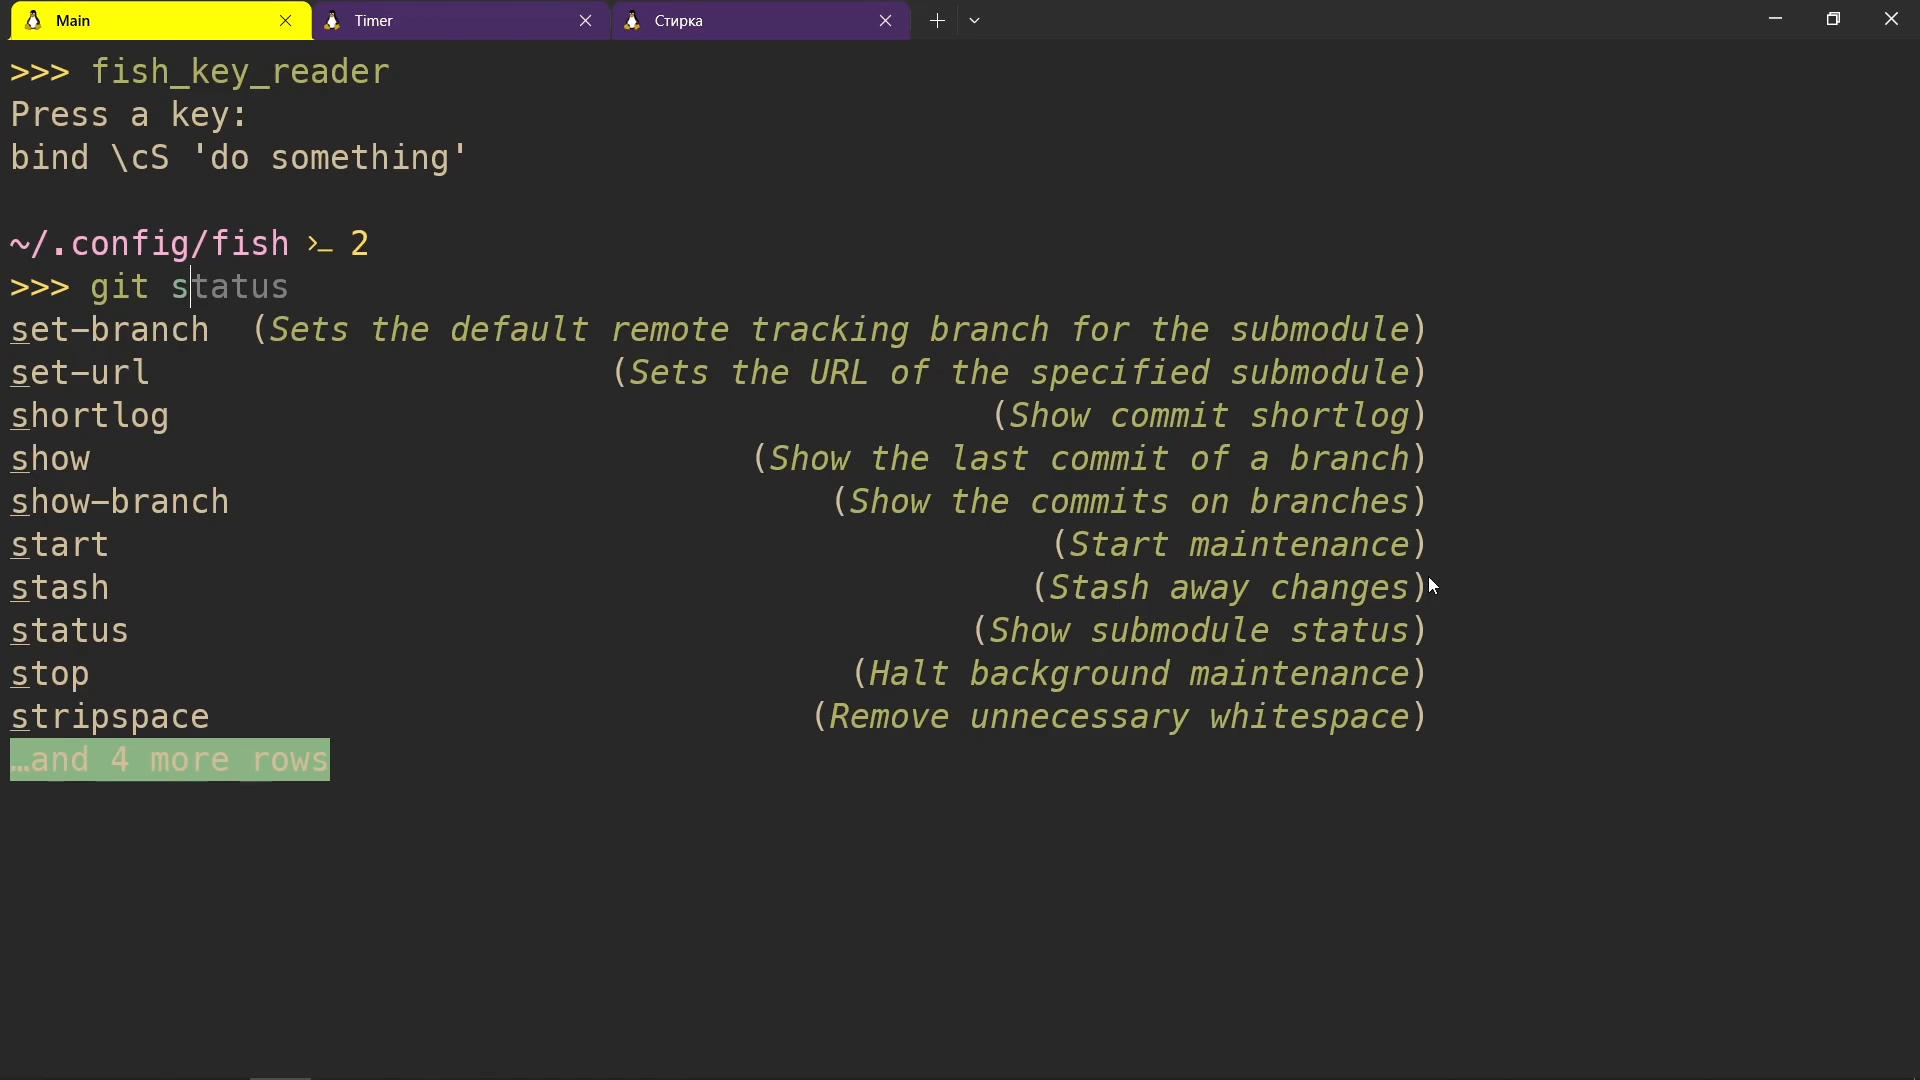 Main
Timer
Стирка
>>> fish_key_reader
Press a key:
bind \cS 'do something'
~/.config/fish >_ 2
>>> git status
set-branch (Sets the default remote tracking branch for the submodule)
set-url (Sets the URL of the specified submodule)
shortlog (Show commit shortlog)
show (Show the last commit of a branch)
show-branch (Show the commits on branches)
start (Start maintenance)
stash (Stash away changes)
status (Show submodule status)
stop (Halt background maintenance)
stripspace (Remove unnecessary whitespace)
…and 4 more rows